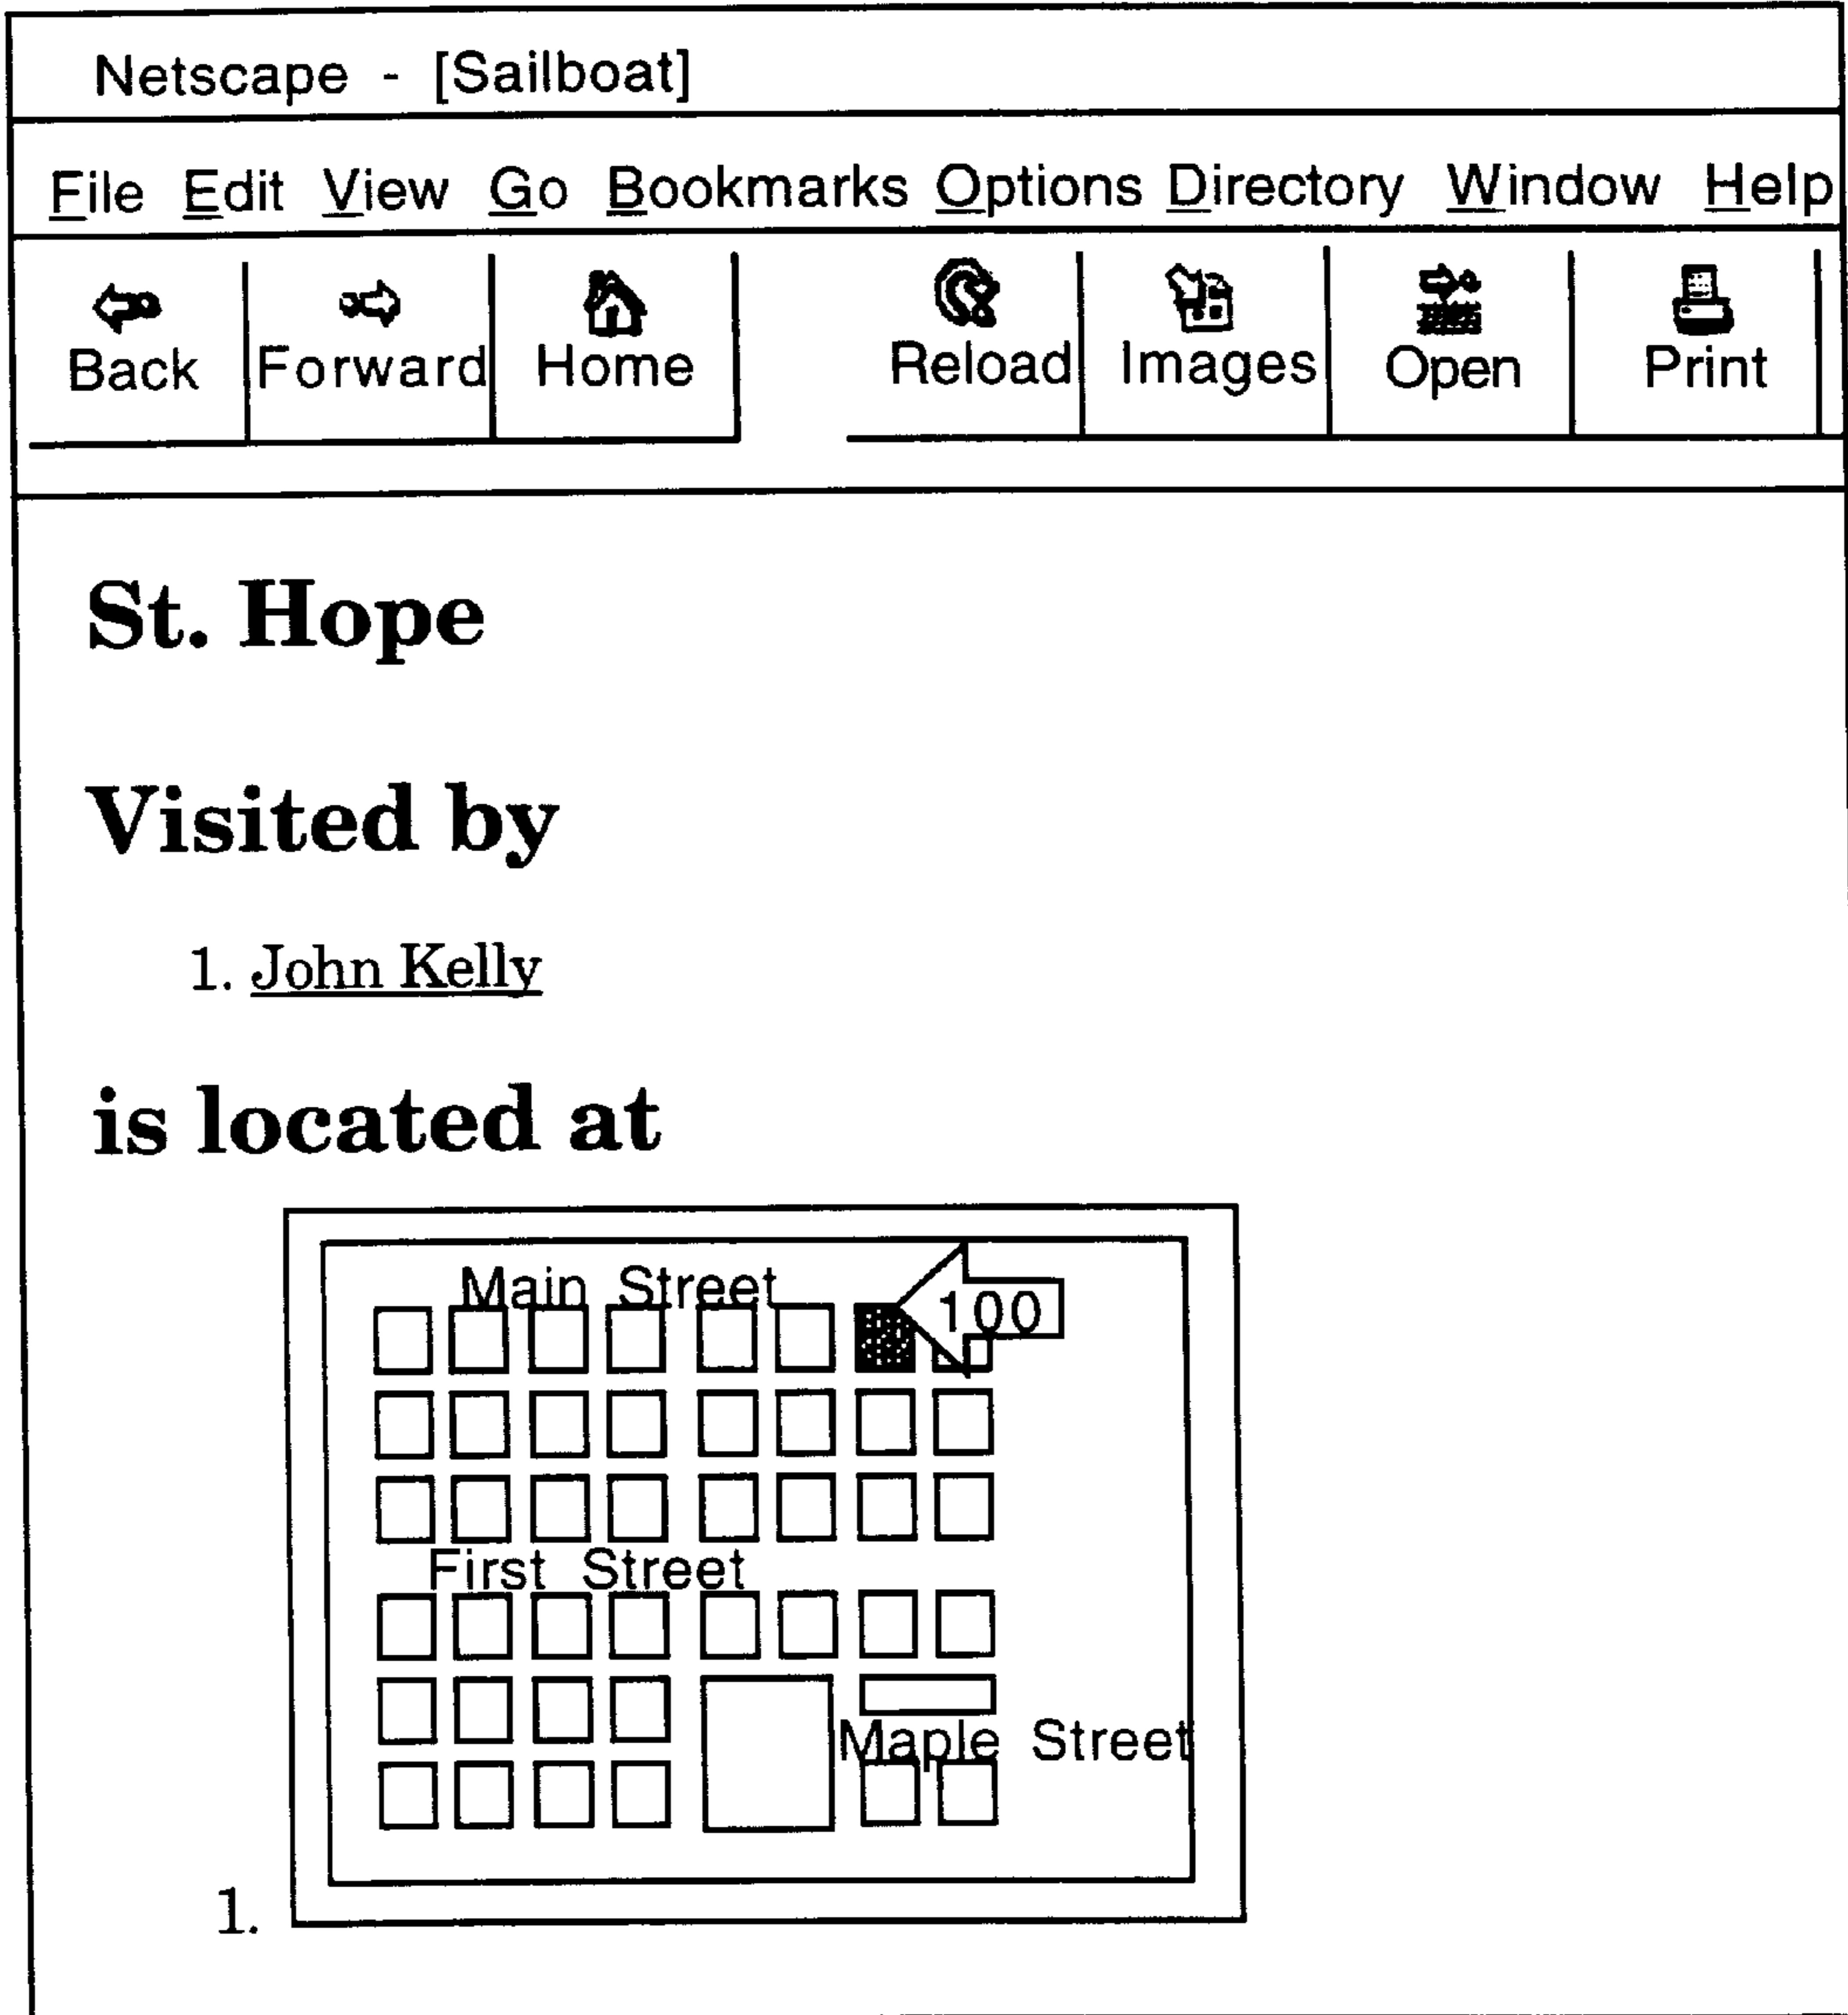 Netscape - [Sailboat]
File Edit View Go Bookmarks Options Directory Window Help
Back Forward Home Reload Images Open Print
St. Hope
Visited by
1. John Kelly
is located at
Main Street
100
First Street
Maple Street
1.